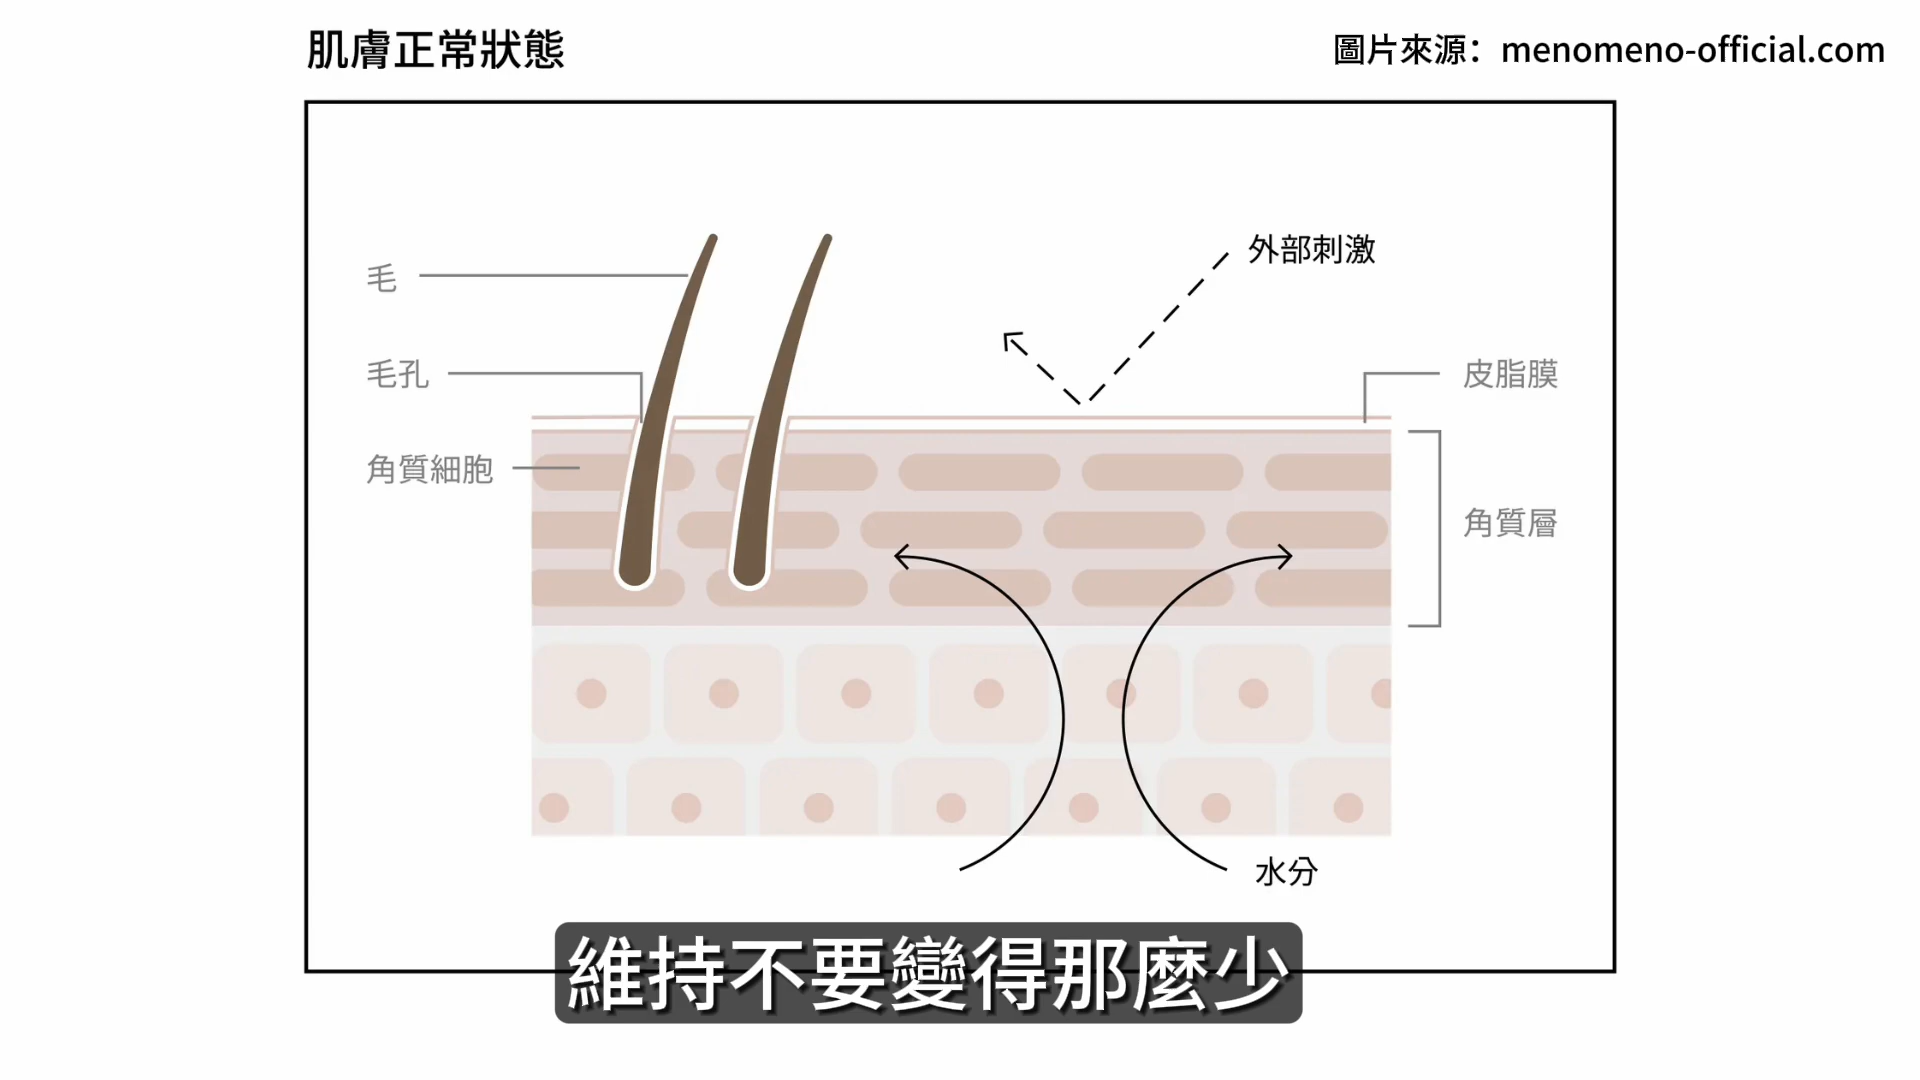 肌膚正常狀態
圖片來源：menomeno-official.com
外部刺激
毛
毛孔
皮脂膜
角質細胞
角質層
水分
維持不要變得那麼少